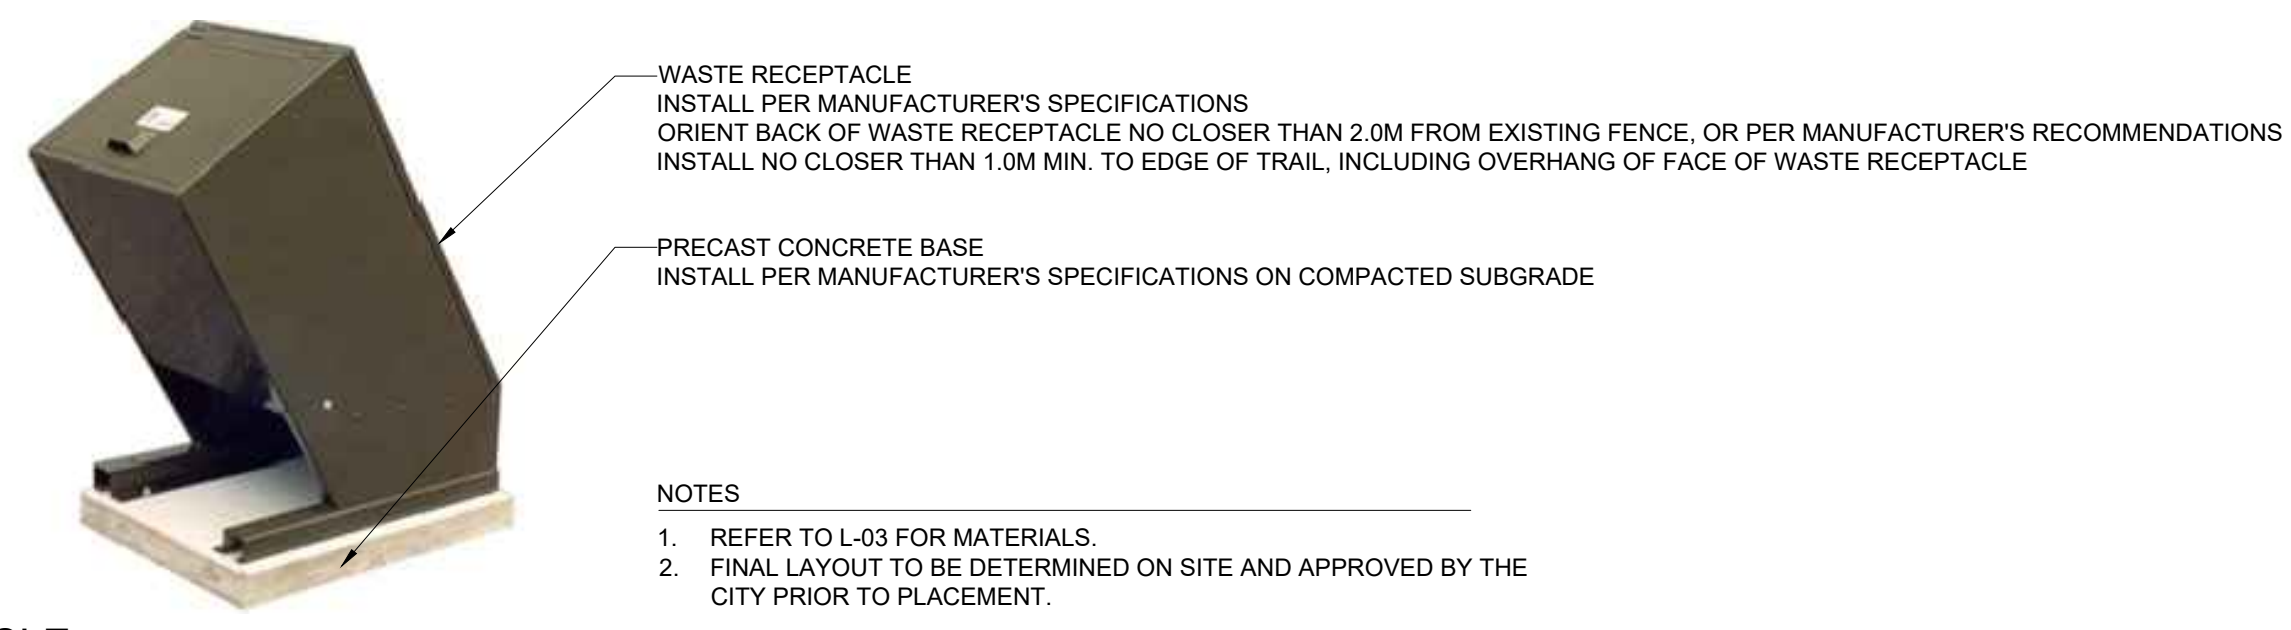 WASTE RECEPTACLE
INSTALL PER MANUFACTURER'S SPECIFICATIONS
ORIENT BACK OF WASTE RECEPTACLE NO CLOSER THAN 2.0M FROM EXISTING FENCE, OR PER MANUFACTURER'S RECOMMENDATIONS
INSTALL NO CLOSER THAN 1.0M MIN. TO EDGE OF TRAIL, INCLUDING OVERHANG OF FACE OF WASTE RECEPTACLE
PRECAST CONCRETE BASE
INSTALL PER MANUFACTURER'S SPECIFICATIONS ON COMPACTED SUBGRADE
NOTES
1. REFER TO L-03 FOR MATERIALS.
2. FINAL LAYOUT TO BE DETERMINED ON SITE AND APPROVED BY THE
CITY PRIOR TO PLACEMENT.